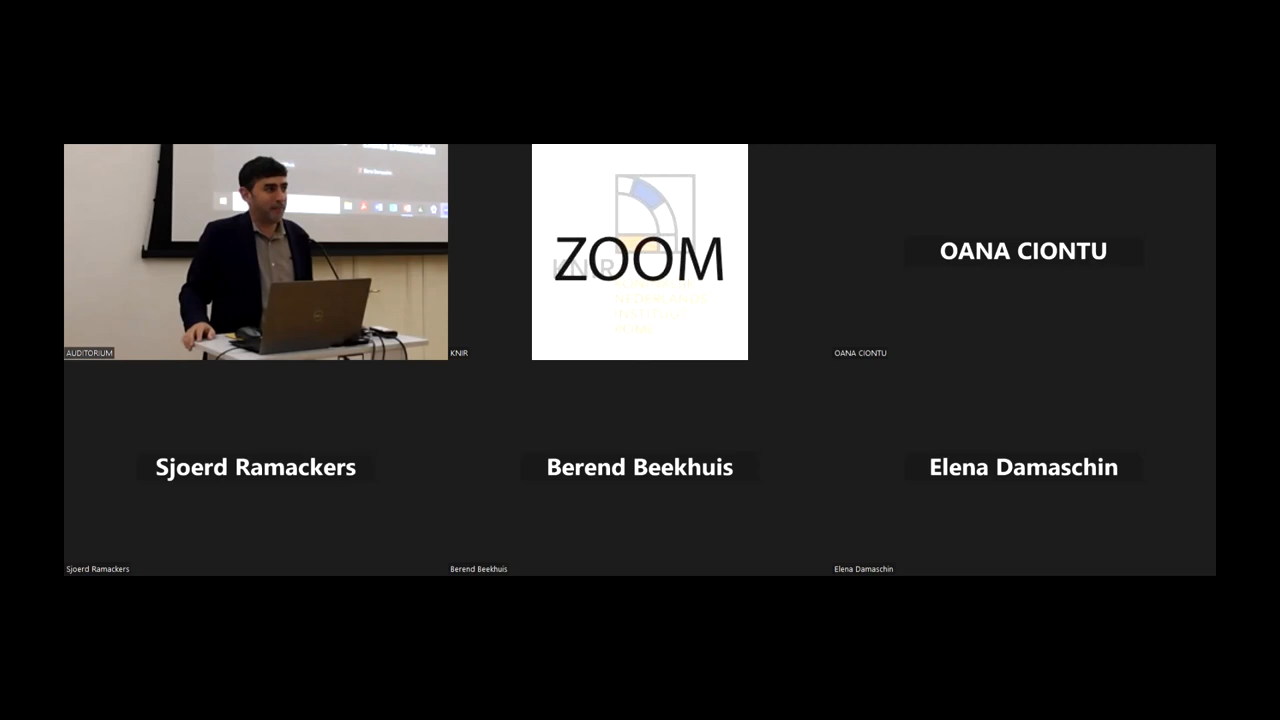 AUDITORIUM
ZOOM
KNIR
KNIR
OANA CIONTU
OANA CIONTU
Sjoerd Ramackers
Sjoerd Ramackers
Berend Beekhuis
Berend Beekhuis
Elena Damaschin
Elena Damaschin